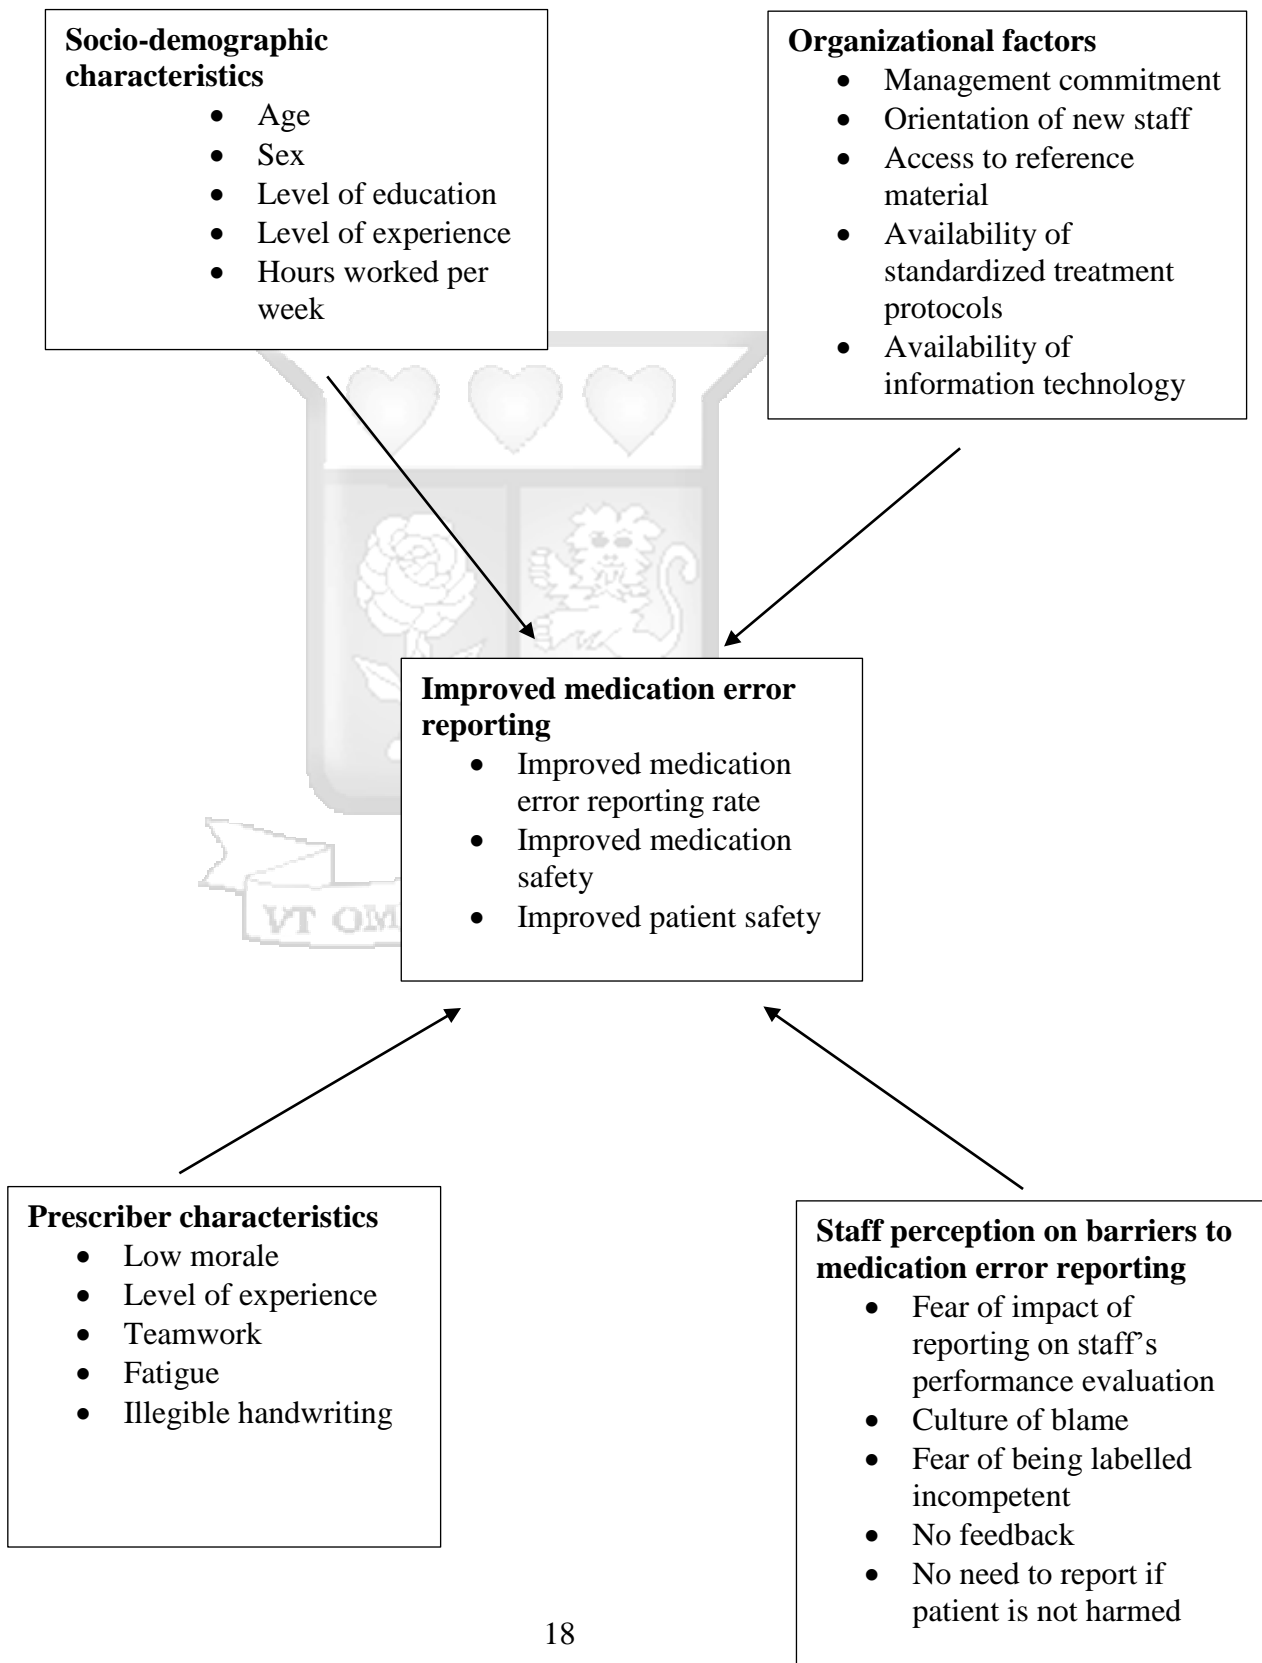 Socio-demographic
characteristics
• Age
• Sex
• Level of education
• Level of experience
• Hours worked per
week
Organizational factors
• Management commitment
• Orientation of new staff
• Access to reference
material
• Availability of
standardized treatment
protocols
• Availability of
information technology
Improved medication error
reporting
• Improved medication
error reporting rate
• Improved medication
safety
• Improved patient safety
VT OM
Prescriber characteristics
• Low morale
• Level of experience
• Teamwork
• Fatigue
• Illegible handwriting
Staff perception on barriers to
medication error reporting
• Fear of impact of
reporting on staff’s
performance evaluation
• Culture of blame
• Fear of being labelled
incompetent
• No feedback
• No need to report if
patient is not harmed
18